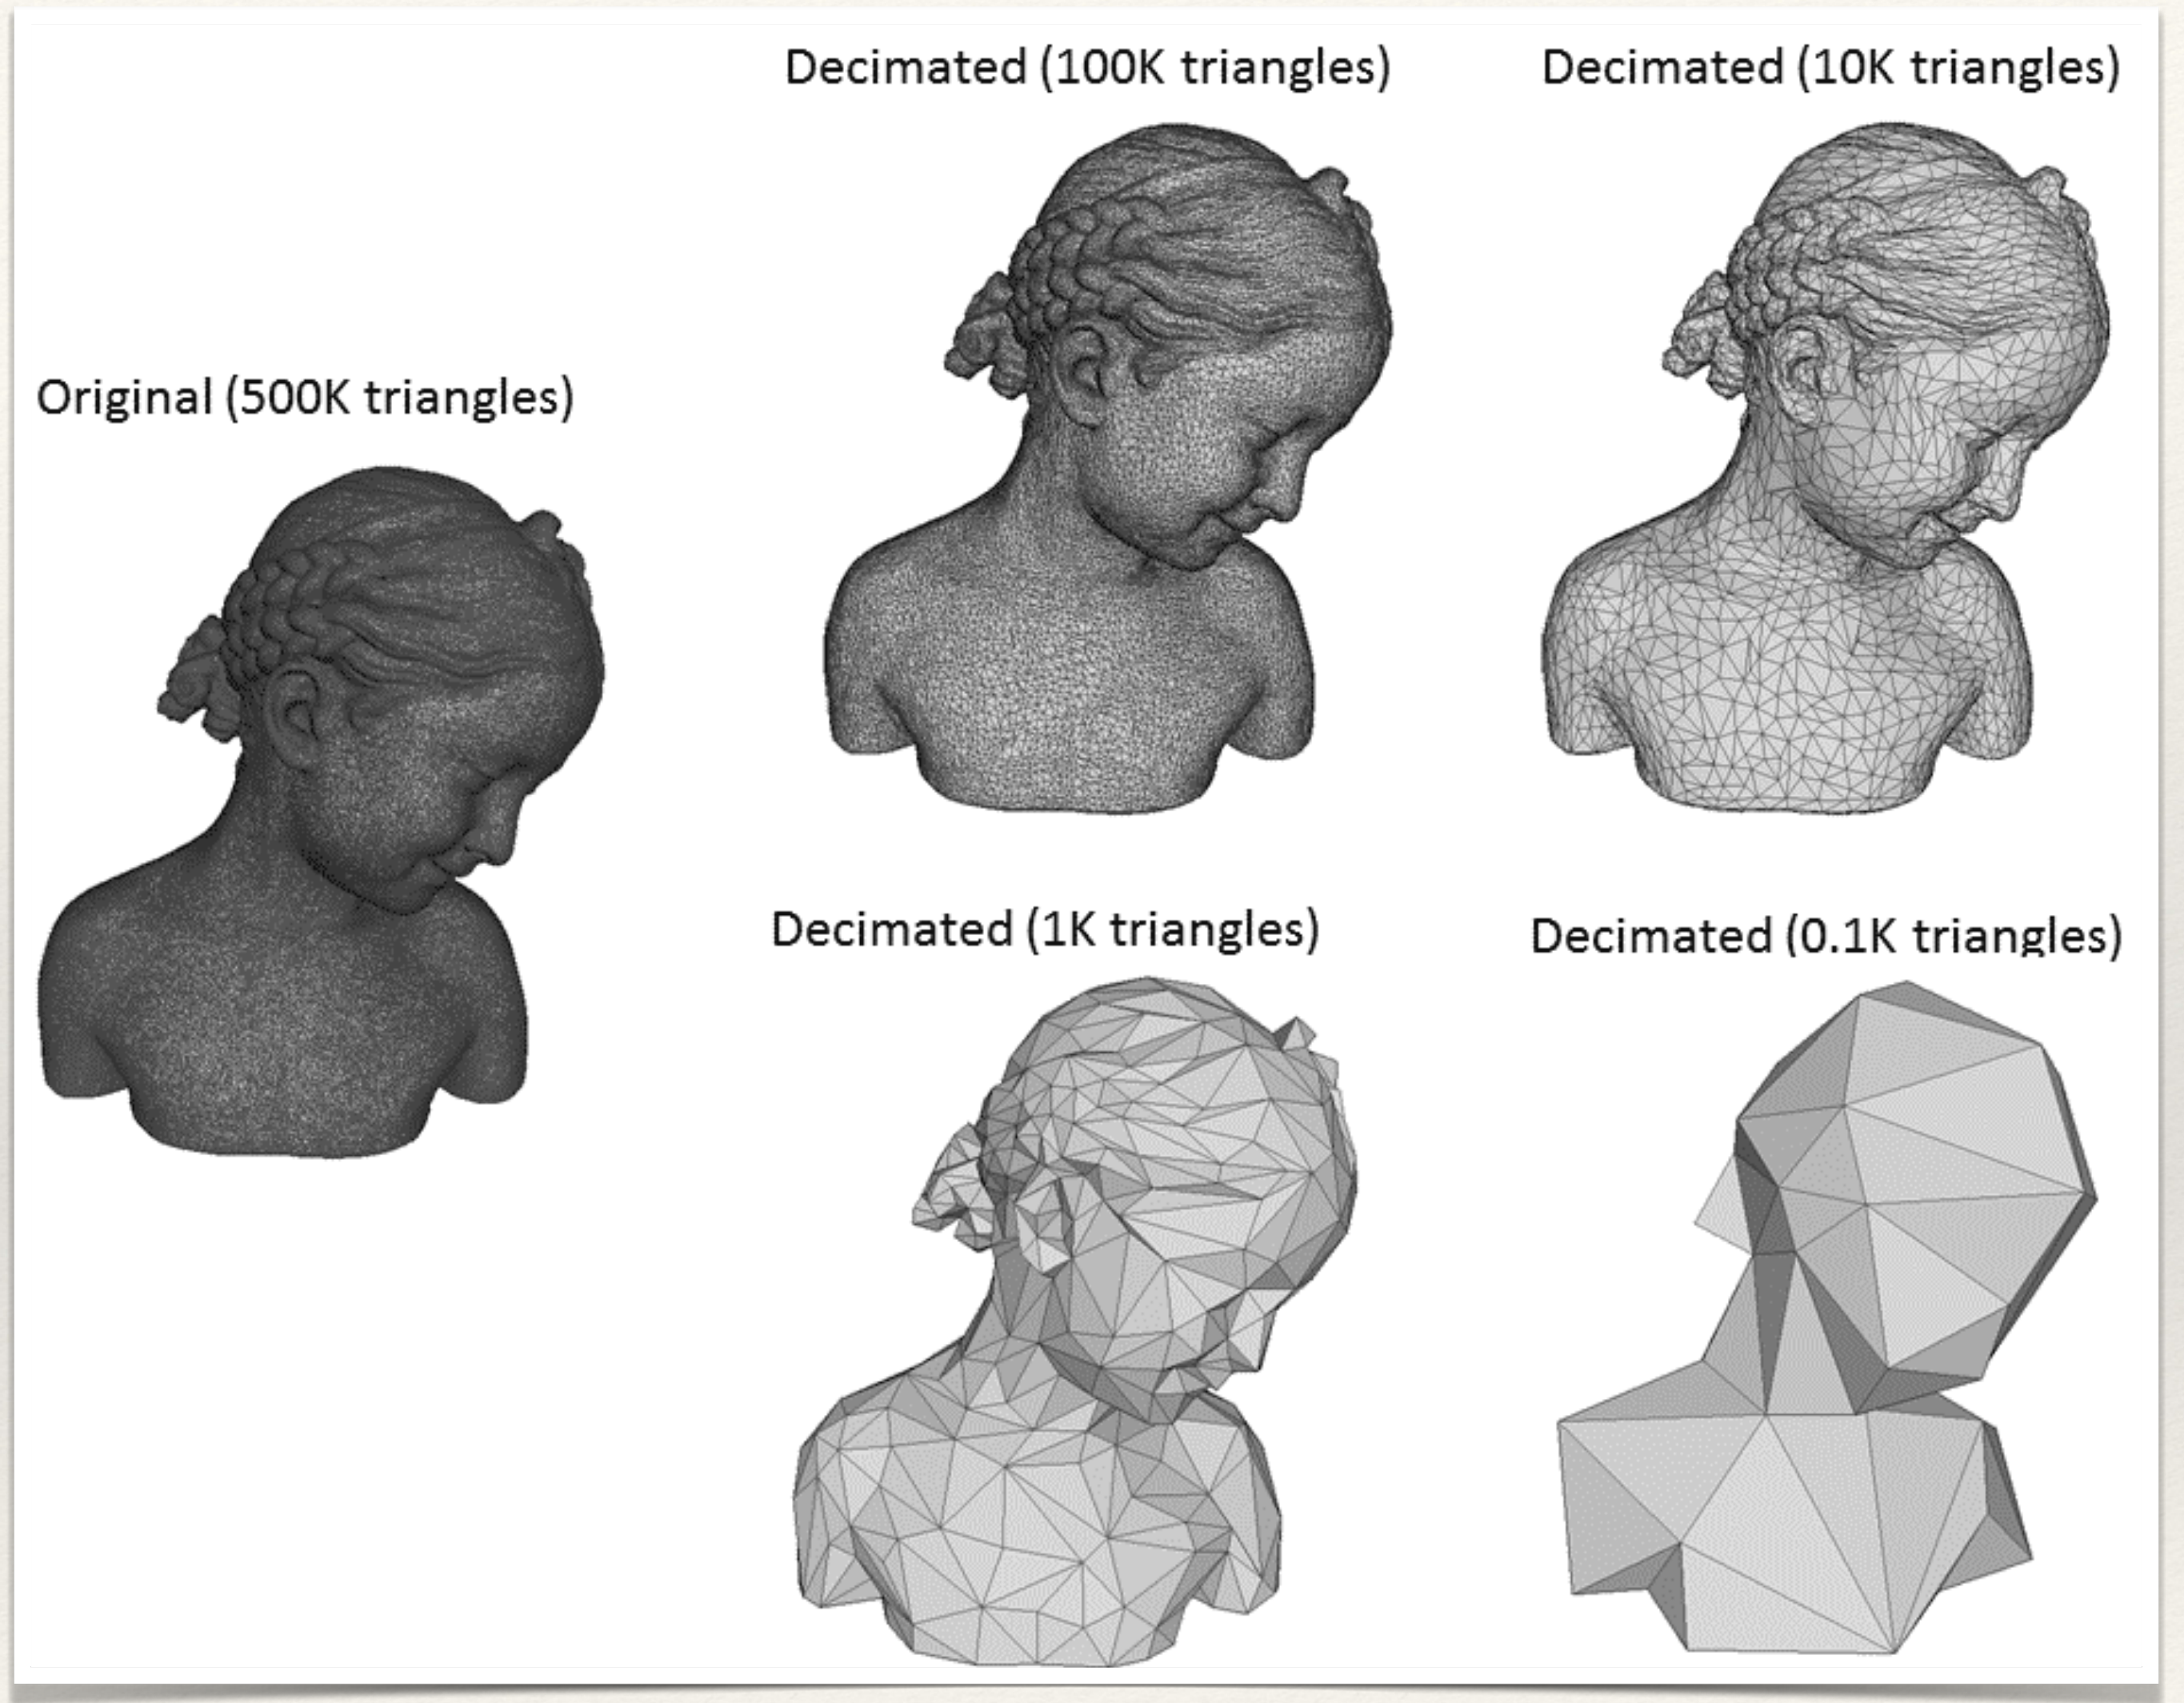 Original (500K triangles)
Decimated (100K triangles)
Decimated (10K triangles)
Decimated (1K triangles)
Decimated (0.1K triangles)